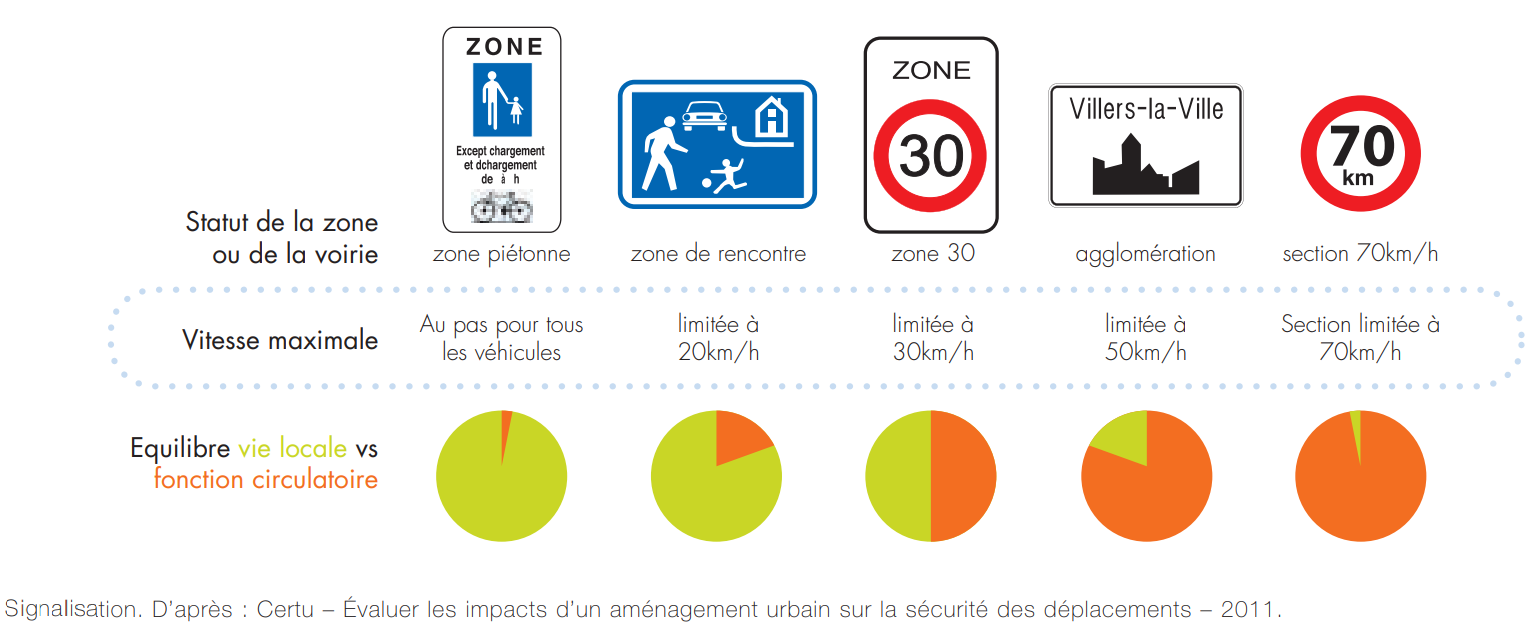 ZONE
Except chargement
et dchargement
de à h
ZONE
30
Villers-la-Ville
70
km
Statut de la zone
ou de la voirie
zone piétonne
zone de rencontre
zone 30
agglomération
section 70km/h
Vitesse maximale
Au pas pour tous
les véhicules
limitée à
20km/h
limitée à
30km/h
limitée à
50km/h
Section limitée à
70km/h
Equilibre vie locale vs
fonction circulatoire
Signalisation. D'après : Certu – Évaluer les impacts d'un aménagement urbain sur la sécurité des déplacements – 2011.